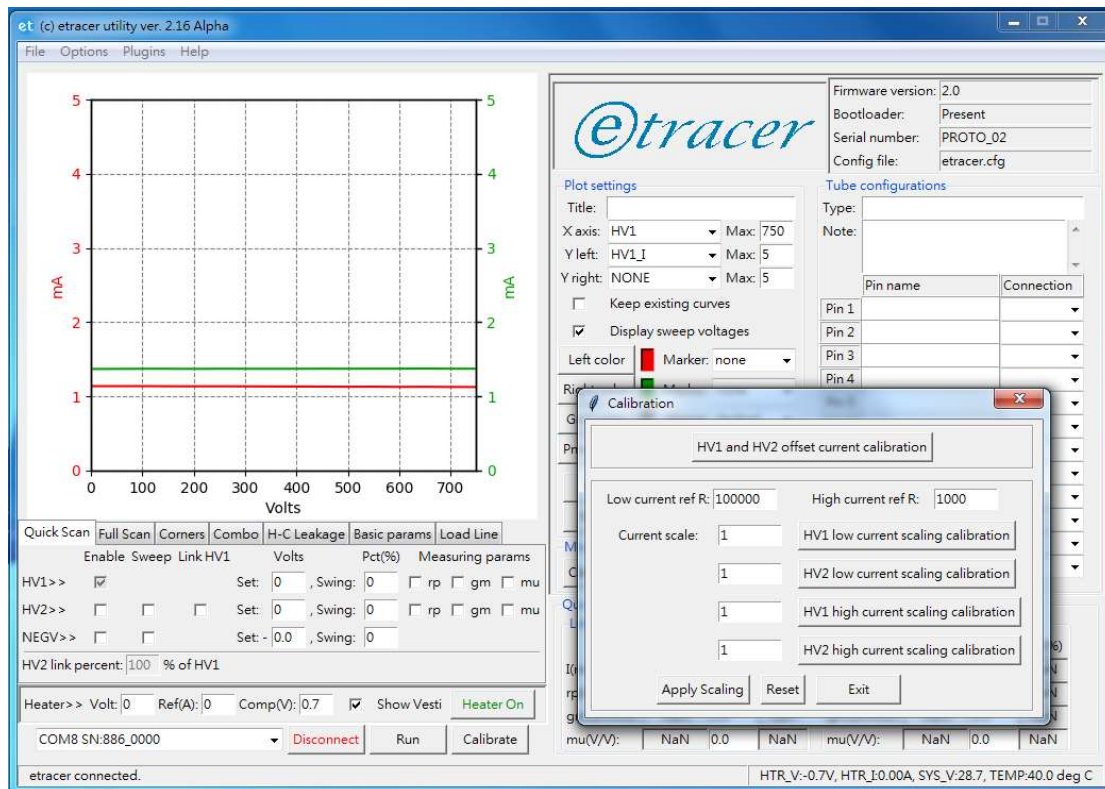 et (c) etracer utility ver. 2.16 Alpha
File Options Plugins Help
5 5
4 4
3 3
mA mA
2 2
1 1
0 0
0 100 200 300 400 500 600 700
Volts
etracer
Firmware version: 2.0
Bootloader: Present
Serial number: PROTO_02
Config file: etracer.cfg
Plot settings
Title:
X axis: HV1 Max: 750
Y left: HV1_I Max: 5
Y right: NONE Max: 5
Keep existing curves
Display sweep voltages
Left color Marker: none
Tube configurations
Type:
Note:
Pin name Connection
Pin 1
Pin 2
Pin 3
Pin 4
Calibration
HV1 and HV2 offset current calibration
Low current ref R: 100000 High current ref R: 1000
Current scale: 1 HV1 low current scaling calibration
1 HV2 low current scaling calibration
1 HV1 high current scaling calibration
1 HV2 high current scaling calibration
Apply Scaling Reset Exit
Quick Scan Full Scan Corners Combo H-C Leakage Basic params Load Line
Enable Sweep Link HV1 Volts Pct(%) Measuring params
HV1>> Set: 0 , Swing: 0 rp gm mu
HV2>> Set: 0 , Swing: 0 rp gm mu
NEGV>> Set: - 0.0 , Swing: 0
HV2 link percent: 100 % of HV1
Heater>> Volt: 0 Ref(A): 0 Comp(V): 0.7 Show Vesti Heater On
COM8 SN:886_0000 Disconnect Run Calibrate
mu(V/V): NaN 0.0 NaN mu(V/V): NaN 0.0 NaN
etracer connected.
HTR_V:-0.7V, HTR_I:0.00A, SYS_V:28.7, TEMP:40.0 deg C